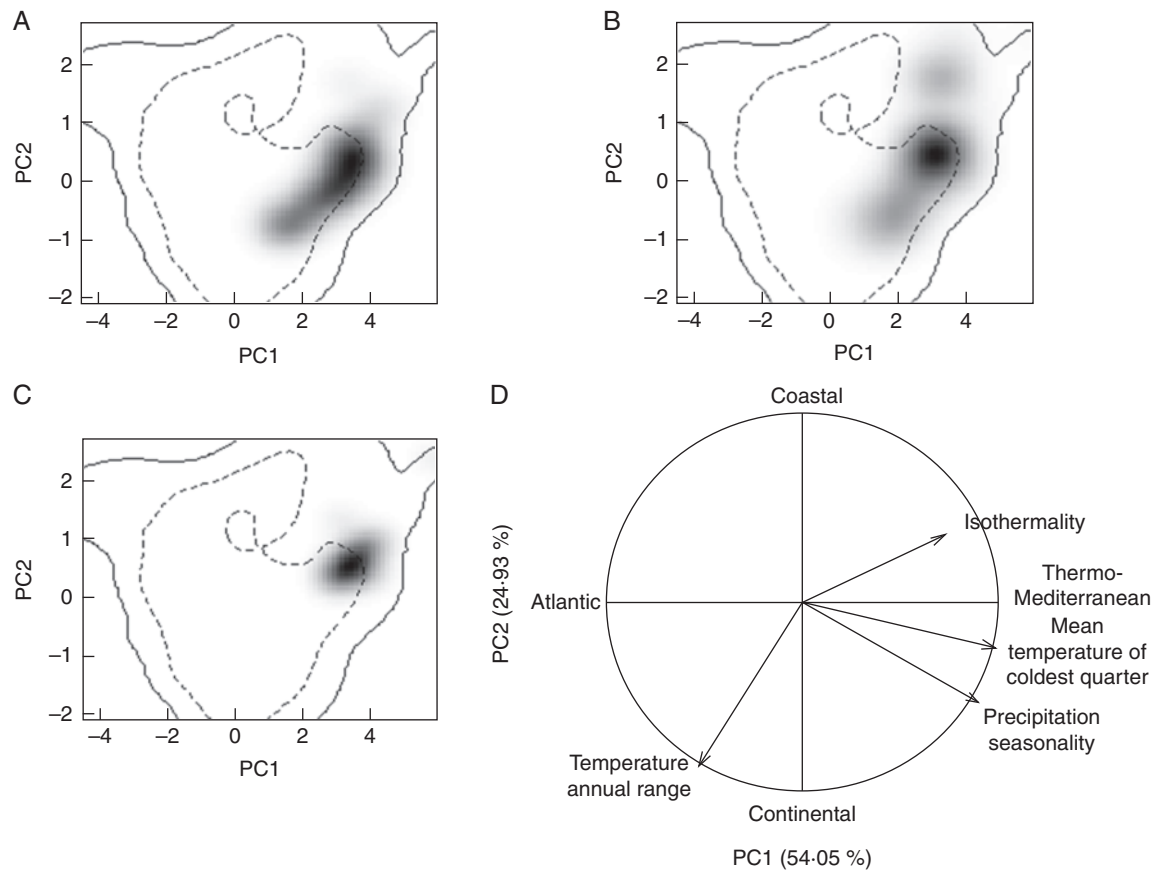 A
2
1
0
–1
–2
PC2
–4
–2
0
2
4
PC1
B
2
1
0
–1
–2
PC2
–4
–2
0
2
4
PC1
C
2
1
0
–1
–2
PC2
–4
–2
0
2
4
PC1
D
Coastal
Isothermality
Thermo-
Mediterranean
Mean
temperature of
coldest quarter
Precipitation
seasonality
Atlantic
Temperature
annual range
Continental
PC2 (24·93 %)
PC1 (54·05 %)